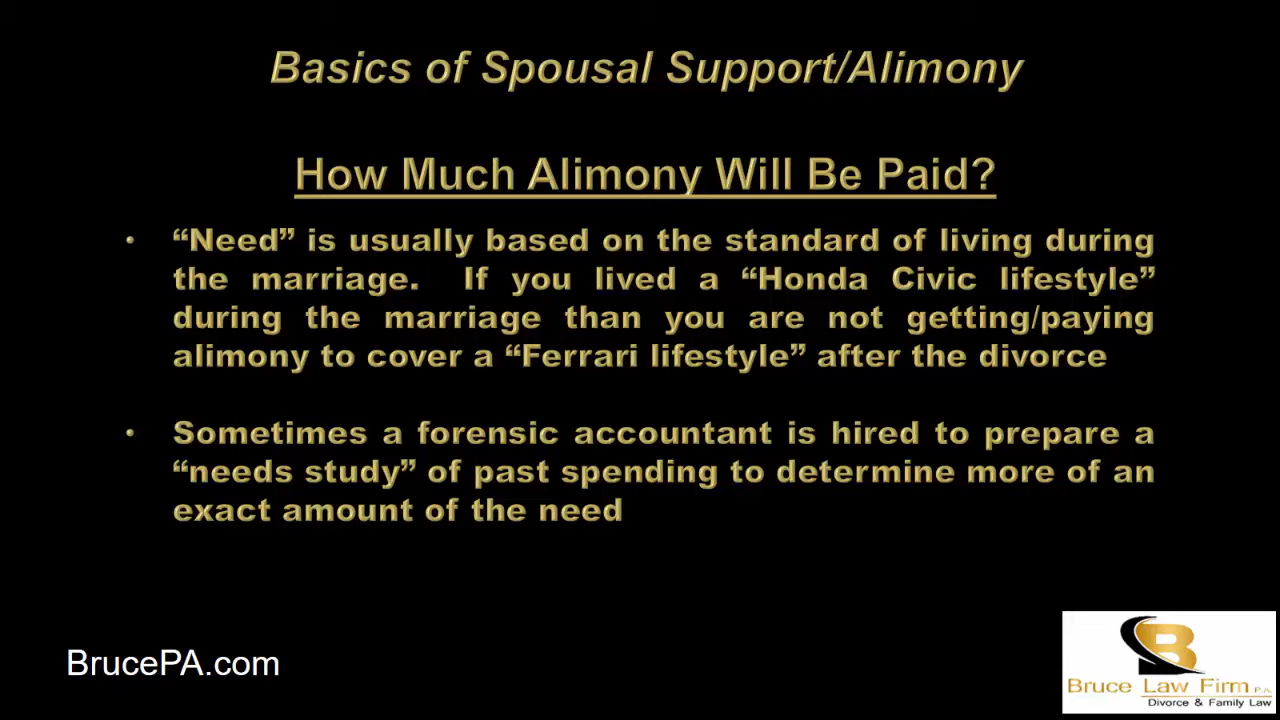 Basics of Spousal Support/Alimony
How Much Alimony Will Be Paid?
• “Need” is usually based on the standard of living during
the marriage.  If you lived a “Honda Civic lifestyle”
during the marriage than you are not getting/paying
alimony to cover a “Ferrari lifestyle” after the divorce
• Sometimes a forensic accountant is hired to prepare a
“needs study” of past spending to determine more of an
exact amount of the need
BrucePA.com
B
Bruce Law Firm P.A.
Divorce & Family Law